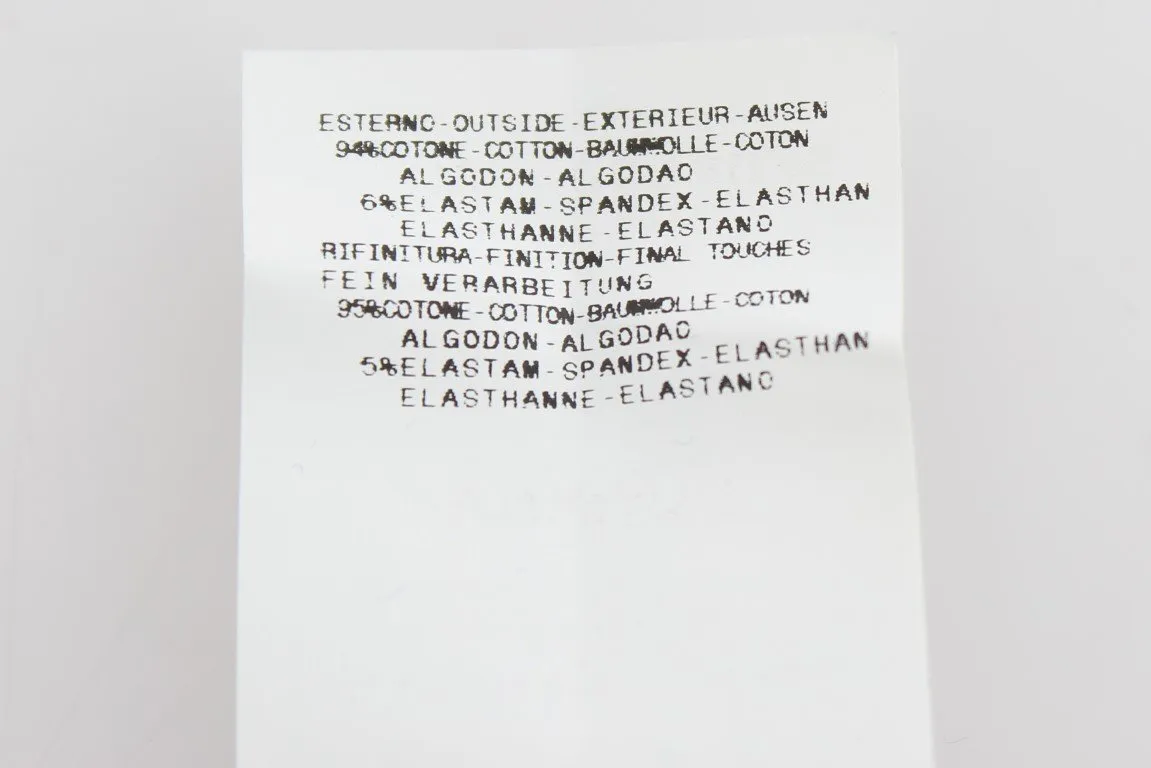 ESTERNO-OUTSIDE-EXTERIEUR-AUSEN
94%COTONE-COTTON-BAUMWOLLE-COTON
ALGODON-ALGODAO
6%ELASTAM-SPANDEX-ELASTHAN
ELASTHANNE-ELASTANO
RIFINITURA-FINITION-FINAL TOUCHES
FEIN VERARBEITUNG
95%COTONE-COTTON-BAUMWOLLE-COTON
ALGODON-ALGODAO
5%ELASTAM-SPANDEX-ELASTHAN
ELASTHANNE-ELASTANO